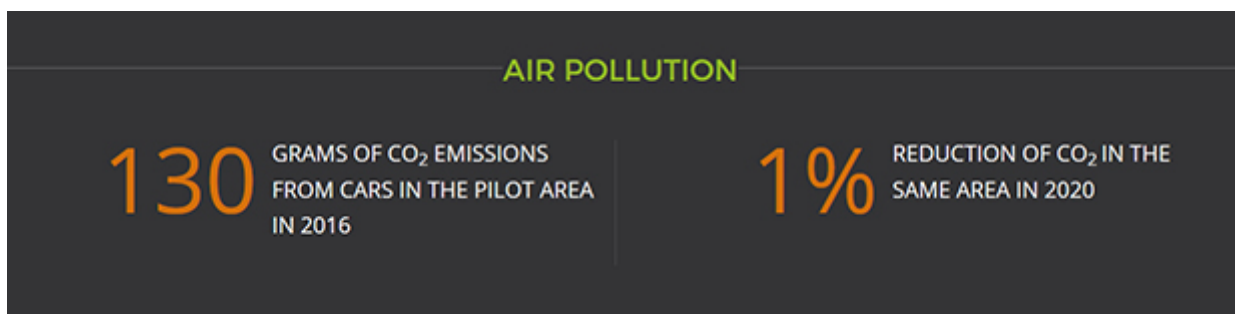 AIR POLLUTION
130
GRAMS OF CO₂ EMISSIONS
FROM CARS IN THE PILOT AREA
IN 2016
1%
REDUCTION OF CO₂ IN THE
SAME AREA IN 2020